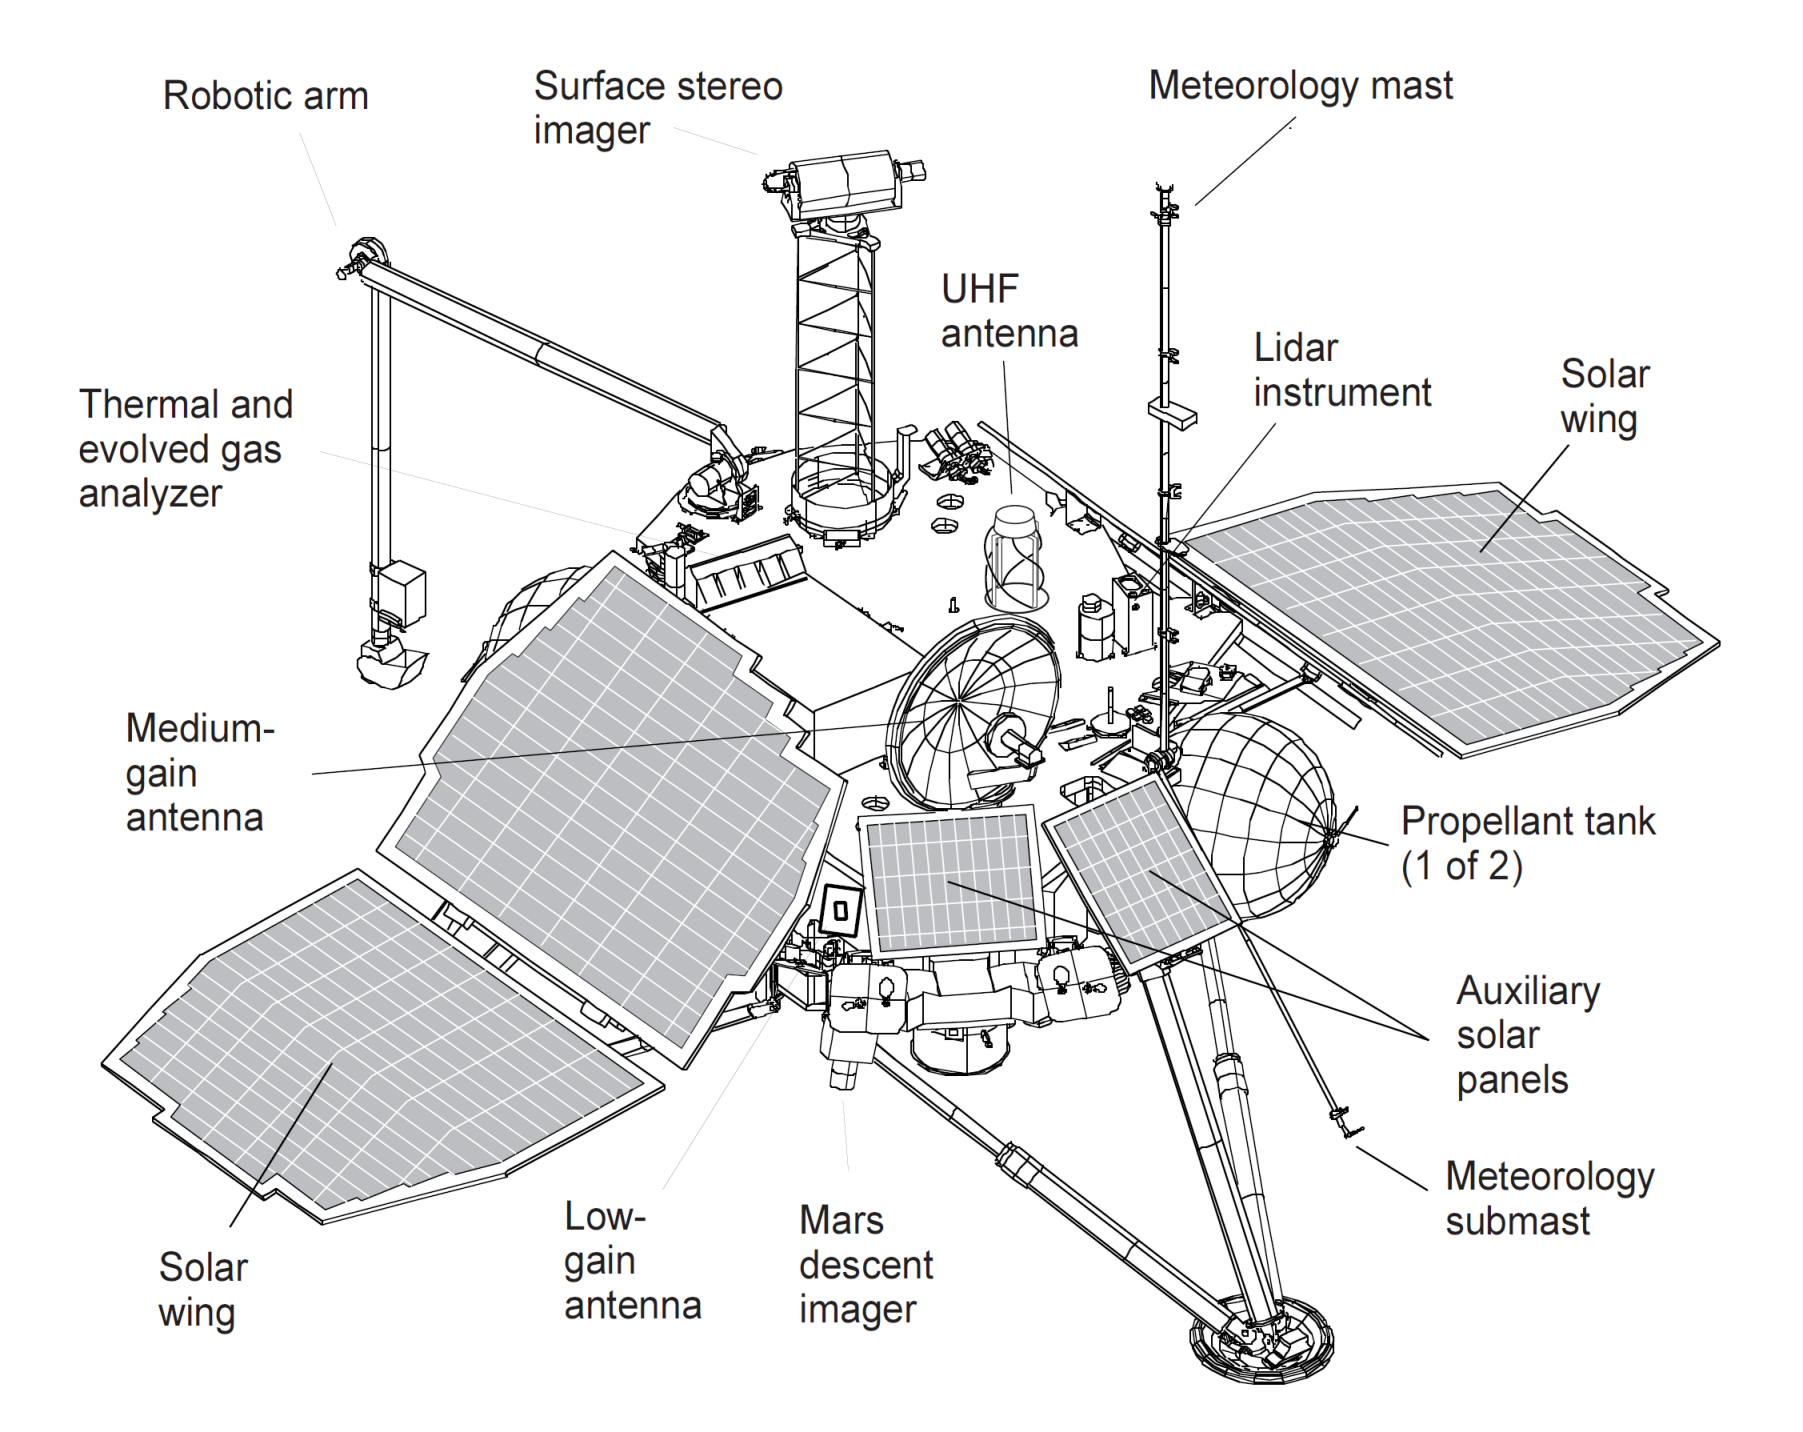 Robotic arm
Surface stereo
imager
Meteorology mast
UHF
antenna
Lidar
instrument
Solar
wing
Thermal and
evolved gas
analyzer
Medium-
gain
antenna
Propellant tank
(1 of 2)
Auxiliary
solar
panels
Meteorology
submast
Solar
wing
Low-
gain
antenna
Mars
descent
imager